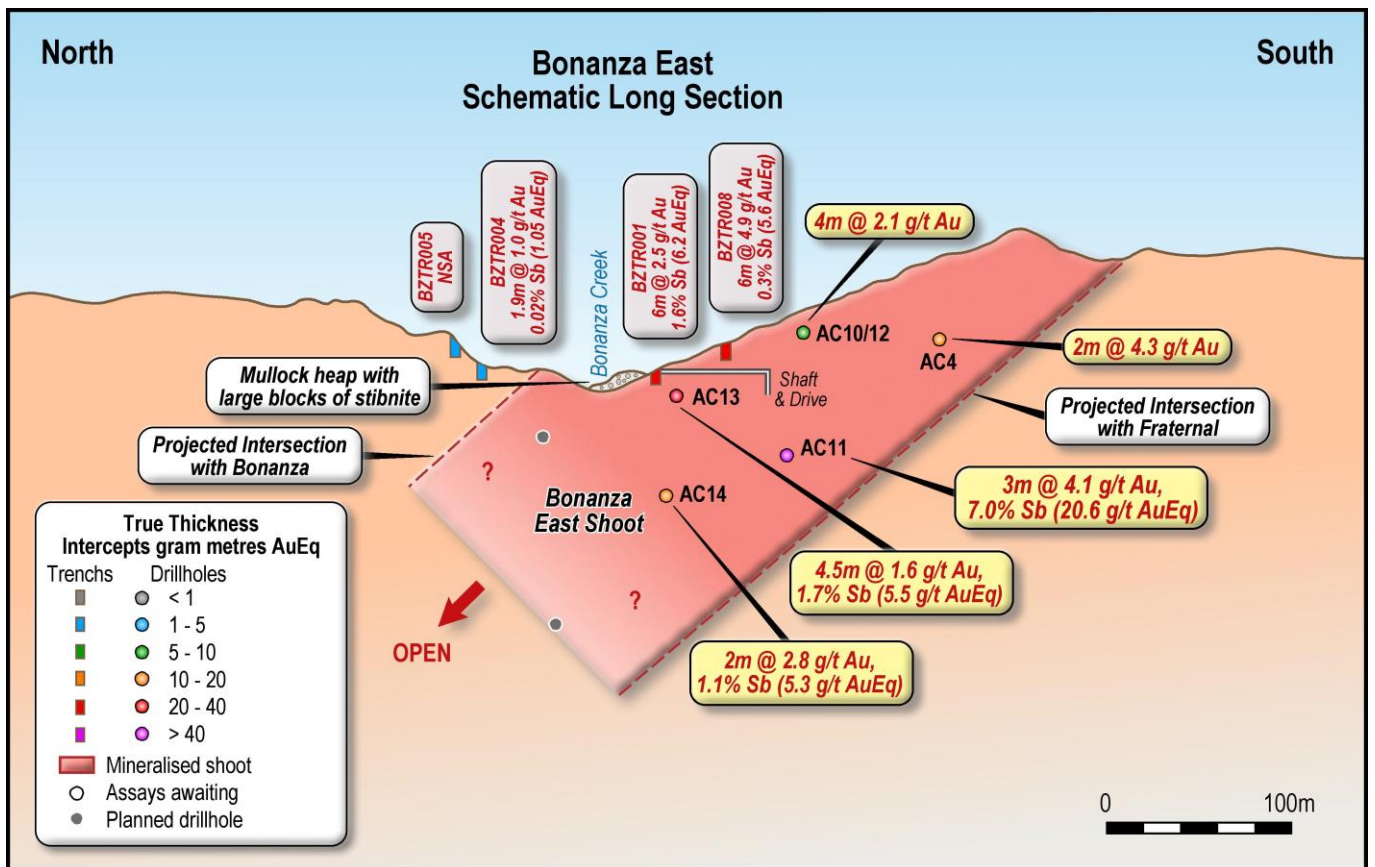 North
South
Bonanza East
Schematic Long Section
BZTR005
NSA
BZTR004
1.9m @ 1.0 g/t Au
0.02% Sb (1.05 AuEq)
Bonanza Creek
BZTR001
6m @ 2.5 g/t Au
1.6% Sb (6.2 AuEq)
BZTR008
6m @ 4.9 g/t Au
0.3% Sb (5.6 AuEq)
4m @ 2.1 g/t Au
AC10/12
AC4
2m @ 4.3 g/t Au
Mullock heap with
large blocks of stibnite
AC13
Shaft
& Drive
Projected Intersection
with Fraternal
Projected Intersection
with Bonanza
?
AC11
3m @ 4.1 g/t Au,
7.0% Sb (20.6 g/t AuEq)
Bonanza
East Shoot
AC14
4.5m @ 1.6 g/t Au,
1.7% Sb (5.5 g/t AuEq)
?
OPEN
2m @ 2.8 g/t Au,
1.1% Sb (5.3 g/t AuEq)
True Thickness
Intercepts gram metres AuEq
Trenchs Drillholes
< 1
1 - 5
5 - 10
10 - 20
20 - 40
> 40
Mineralised shoot
Assays awaiting
Planned drillhole
0 100m